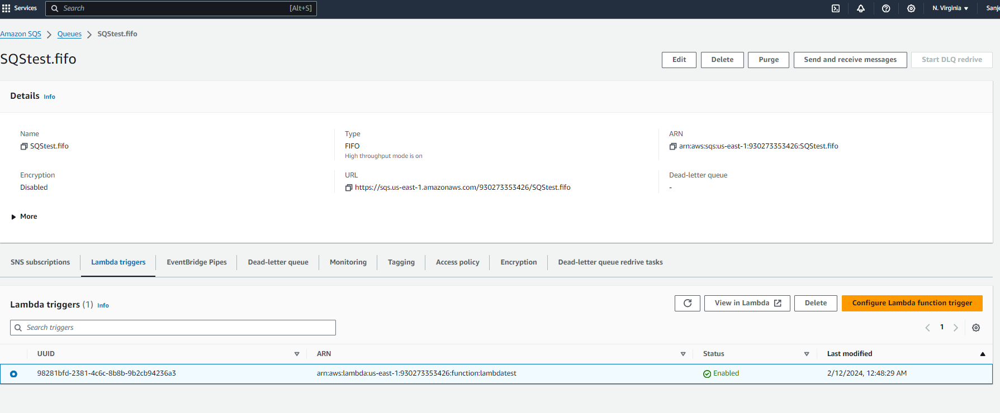 Services Search [Alt+S] N. Virginia Sanje
Amazon SQS Queues SQStest.fifo
SQStest.fifo
Edit Delete Purge Send and receive messages Start DLQ redrive
Details Info
Name Type ARN
SQStest.fifo FIFO arn:aws:sqs:us-east-1:930273353426:SQStest.fifo
High throughput mode is on
Encryption URL Dead-letter queue
Disabled https://sqs.us-east-1.amazonaws.com/930273353426/SQStest.fifo -
More
SNS subscriptions Lambda triggers EventBridge Pipes Dead-letter queue Monitoring Tagging Access policy Encryption Dead-letter queue redrive tasks
Lambda triggers (1) Info View in Lambda Delete Configure Lambda function trigger
Search triggers 1
UUID ARN Status Last modified
98281bfd-2381-4c6c-8b8b-9b2cb94236a3 arn:aws:lambda:us-east-1:930273353426:function:lambdatest Enabled 2/12/2024, 12:48:29 AM